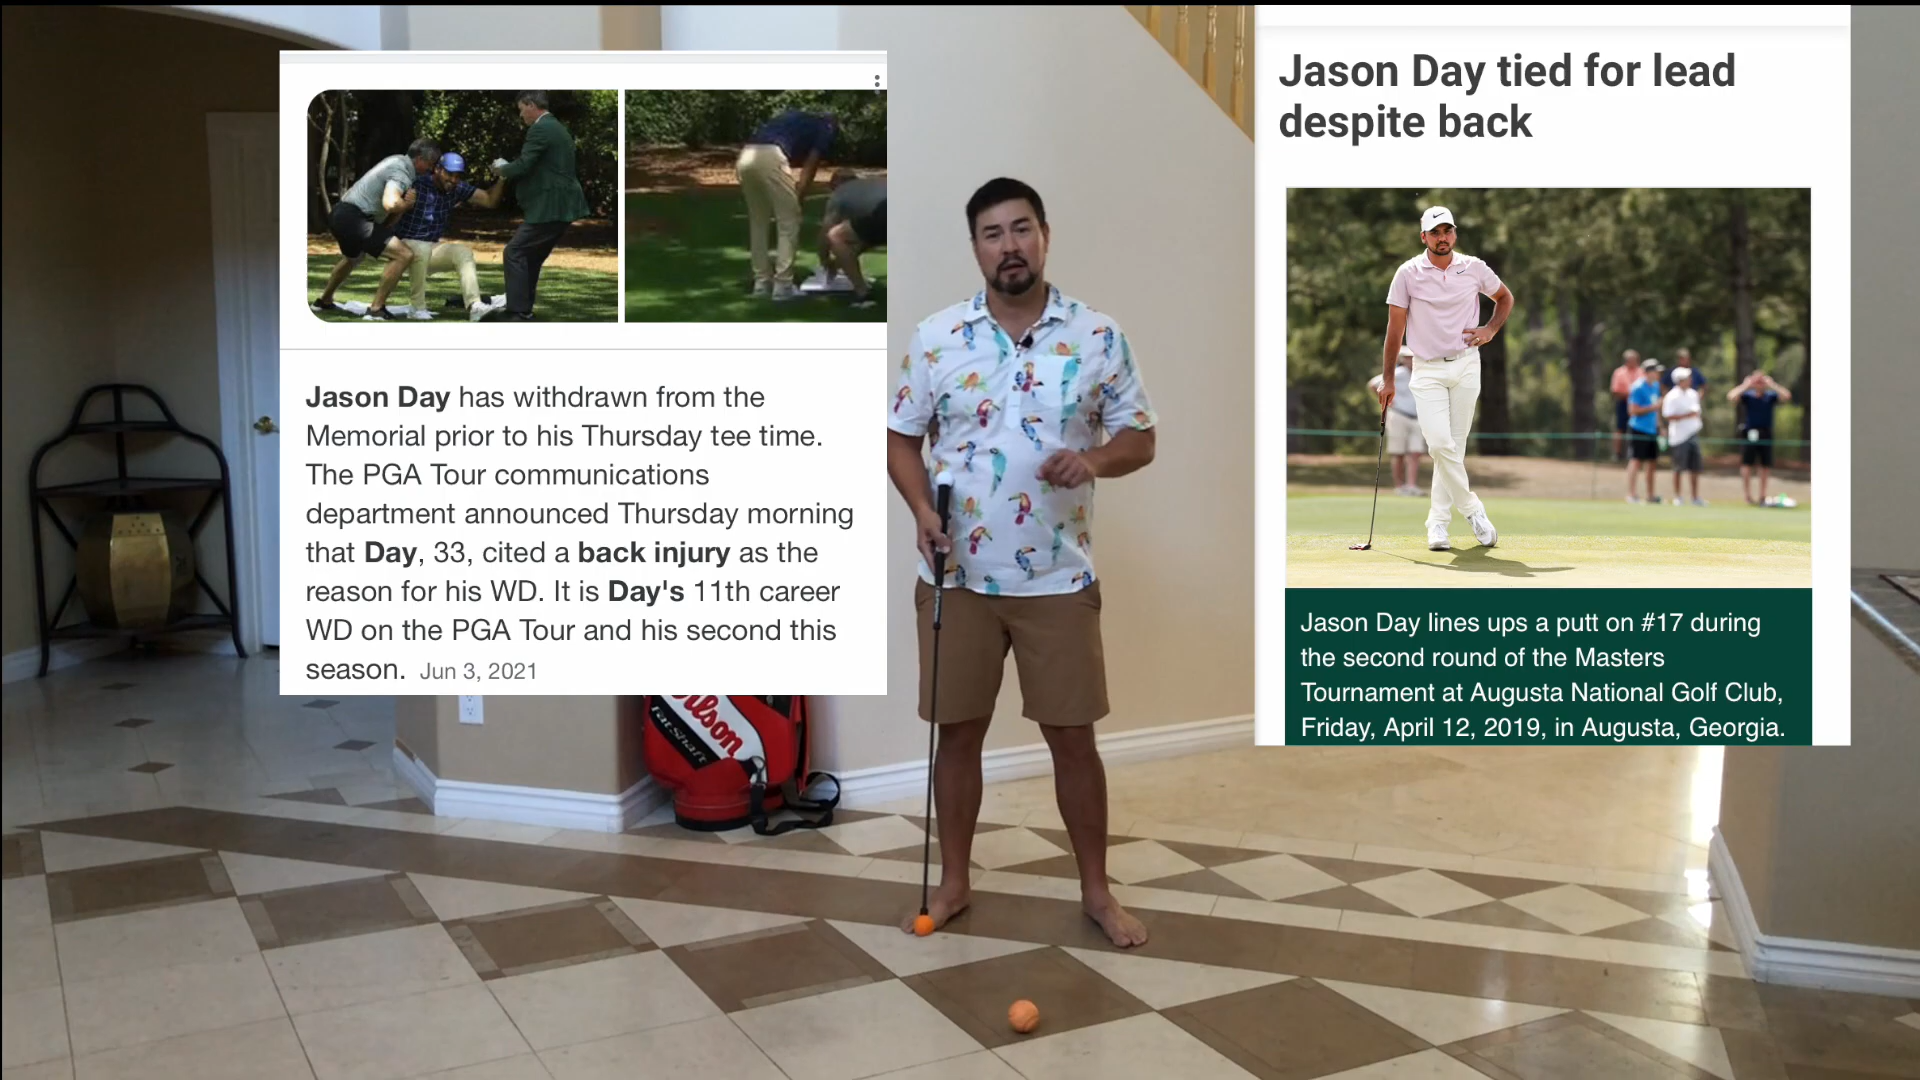 Jason Day has withdrawn from the
Memorial prior to his Thursday tee time.
The PGA Tour communications
department announced Thursday morning
that Day, 33, cited a back injury as the
reason for his WD. It is Day's 11th career
WD on the PGA Tour and his second this
season. Jun 3, 2021
Jason Day tied for lead
despite back
Jason Day lines ups a putt on #17 during
the second round of the Masters
Tournament at Augusta National Golf Club,
Friday, April 12, 2019, in Augusta, Georgia.
Wilson
FATSHAFT